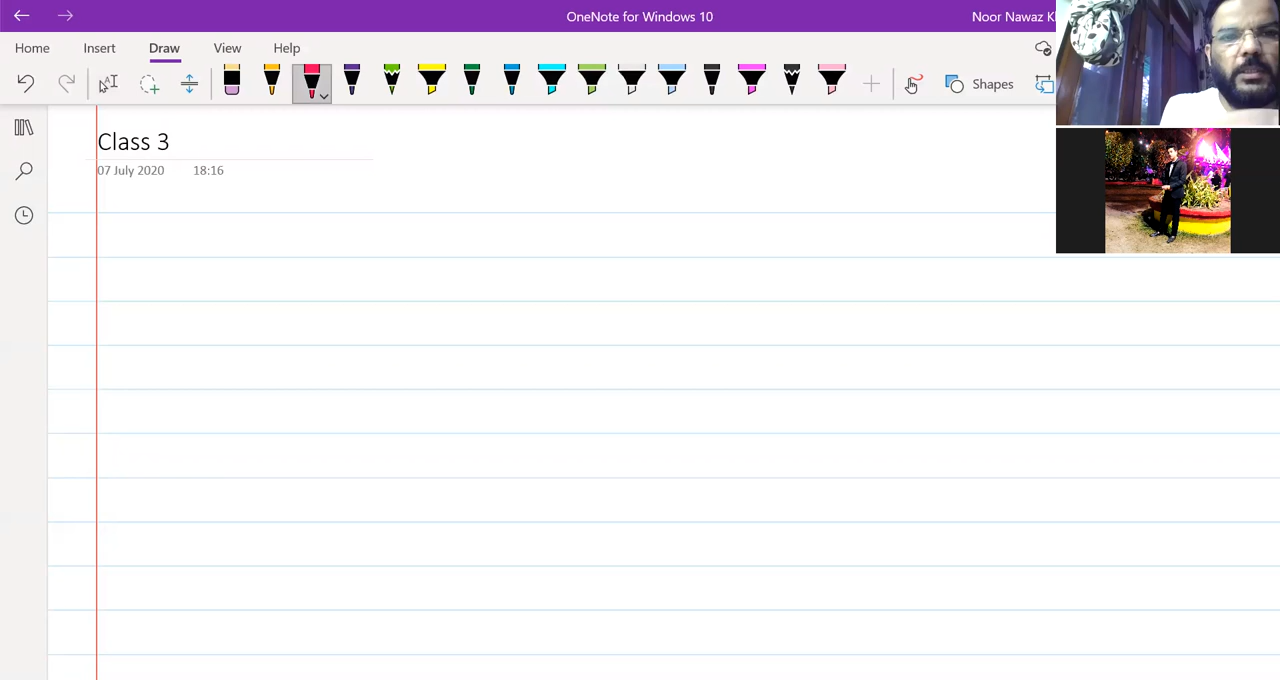 OneNote for Windows 10
Noor Nawaz
Home Insert Draw View Help
Shapes
Class 3
07 July 2020 18:16